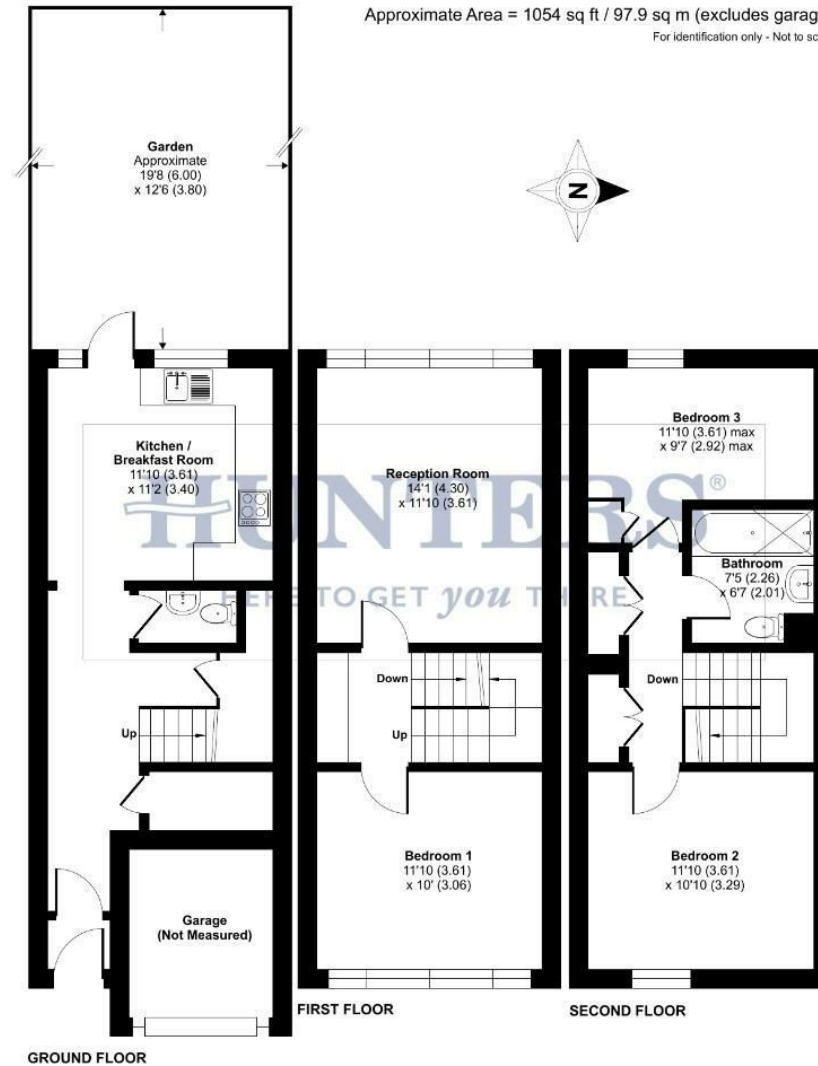 Approximate Area = 1054 sq ft / 97.9 sq m (excludes garag
For identification only - Not to sc
Garden
Approximate
19'8 (6.00)
x 12'6 (3.80)
N
Kitchen /
Breakfast Room
11'10 (3.61)
x 11'2 (3.40)
Up
Garage
(Not Measured)
GROUND FLOOR
Reception Room
14'1 (4.30)
x 11'10 (3.61)
Down
Up
Bedroom 1
11'10 (3.61)
x 10' (3.06)
FIRST FLOOR
Bedroom 3
11'10 (3.61) max
x 9'7 (2.92) max
Bathroom
7'5 (2.26)
x 6'7 (2.01)
Down
Bedroom 2
11'10 (3.61)
x 10'10 (3.29)
SECOND FLOOR
HUNTERS®
HERE TO GET you THERE